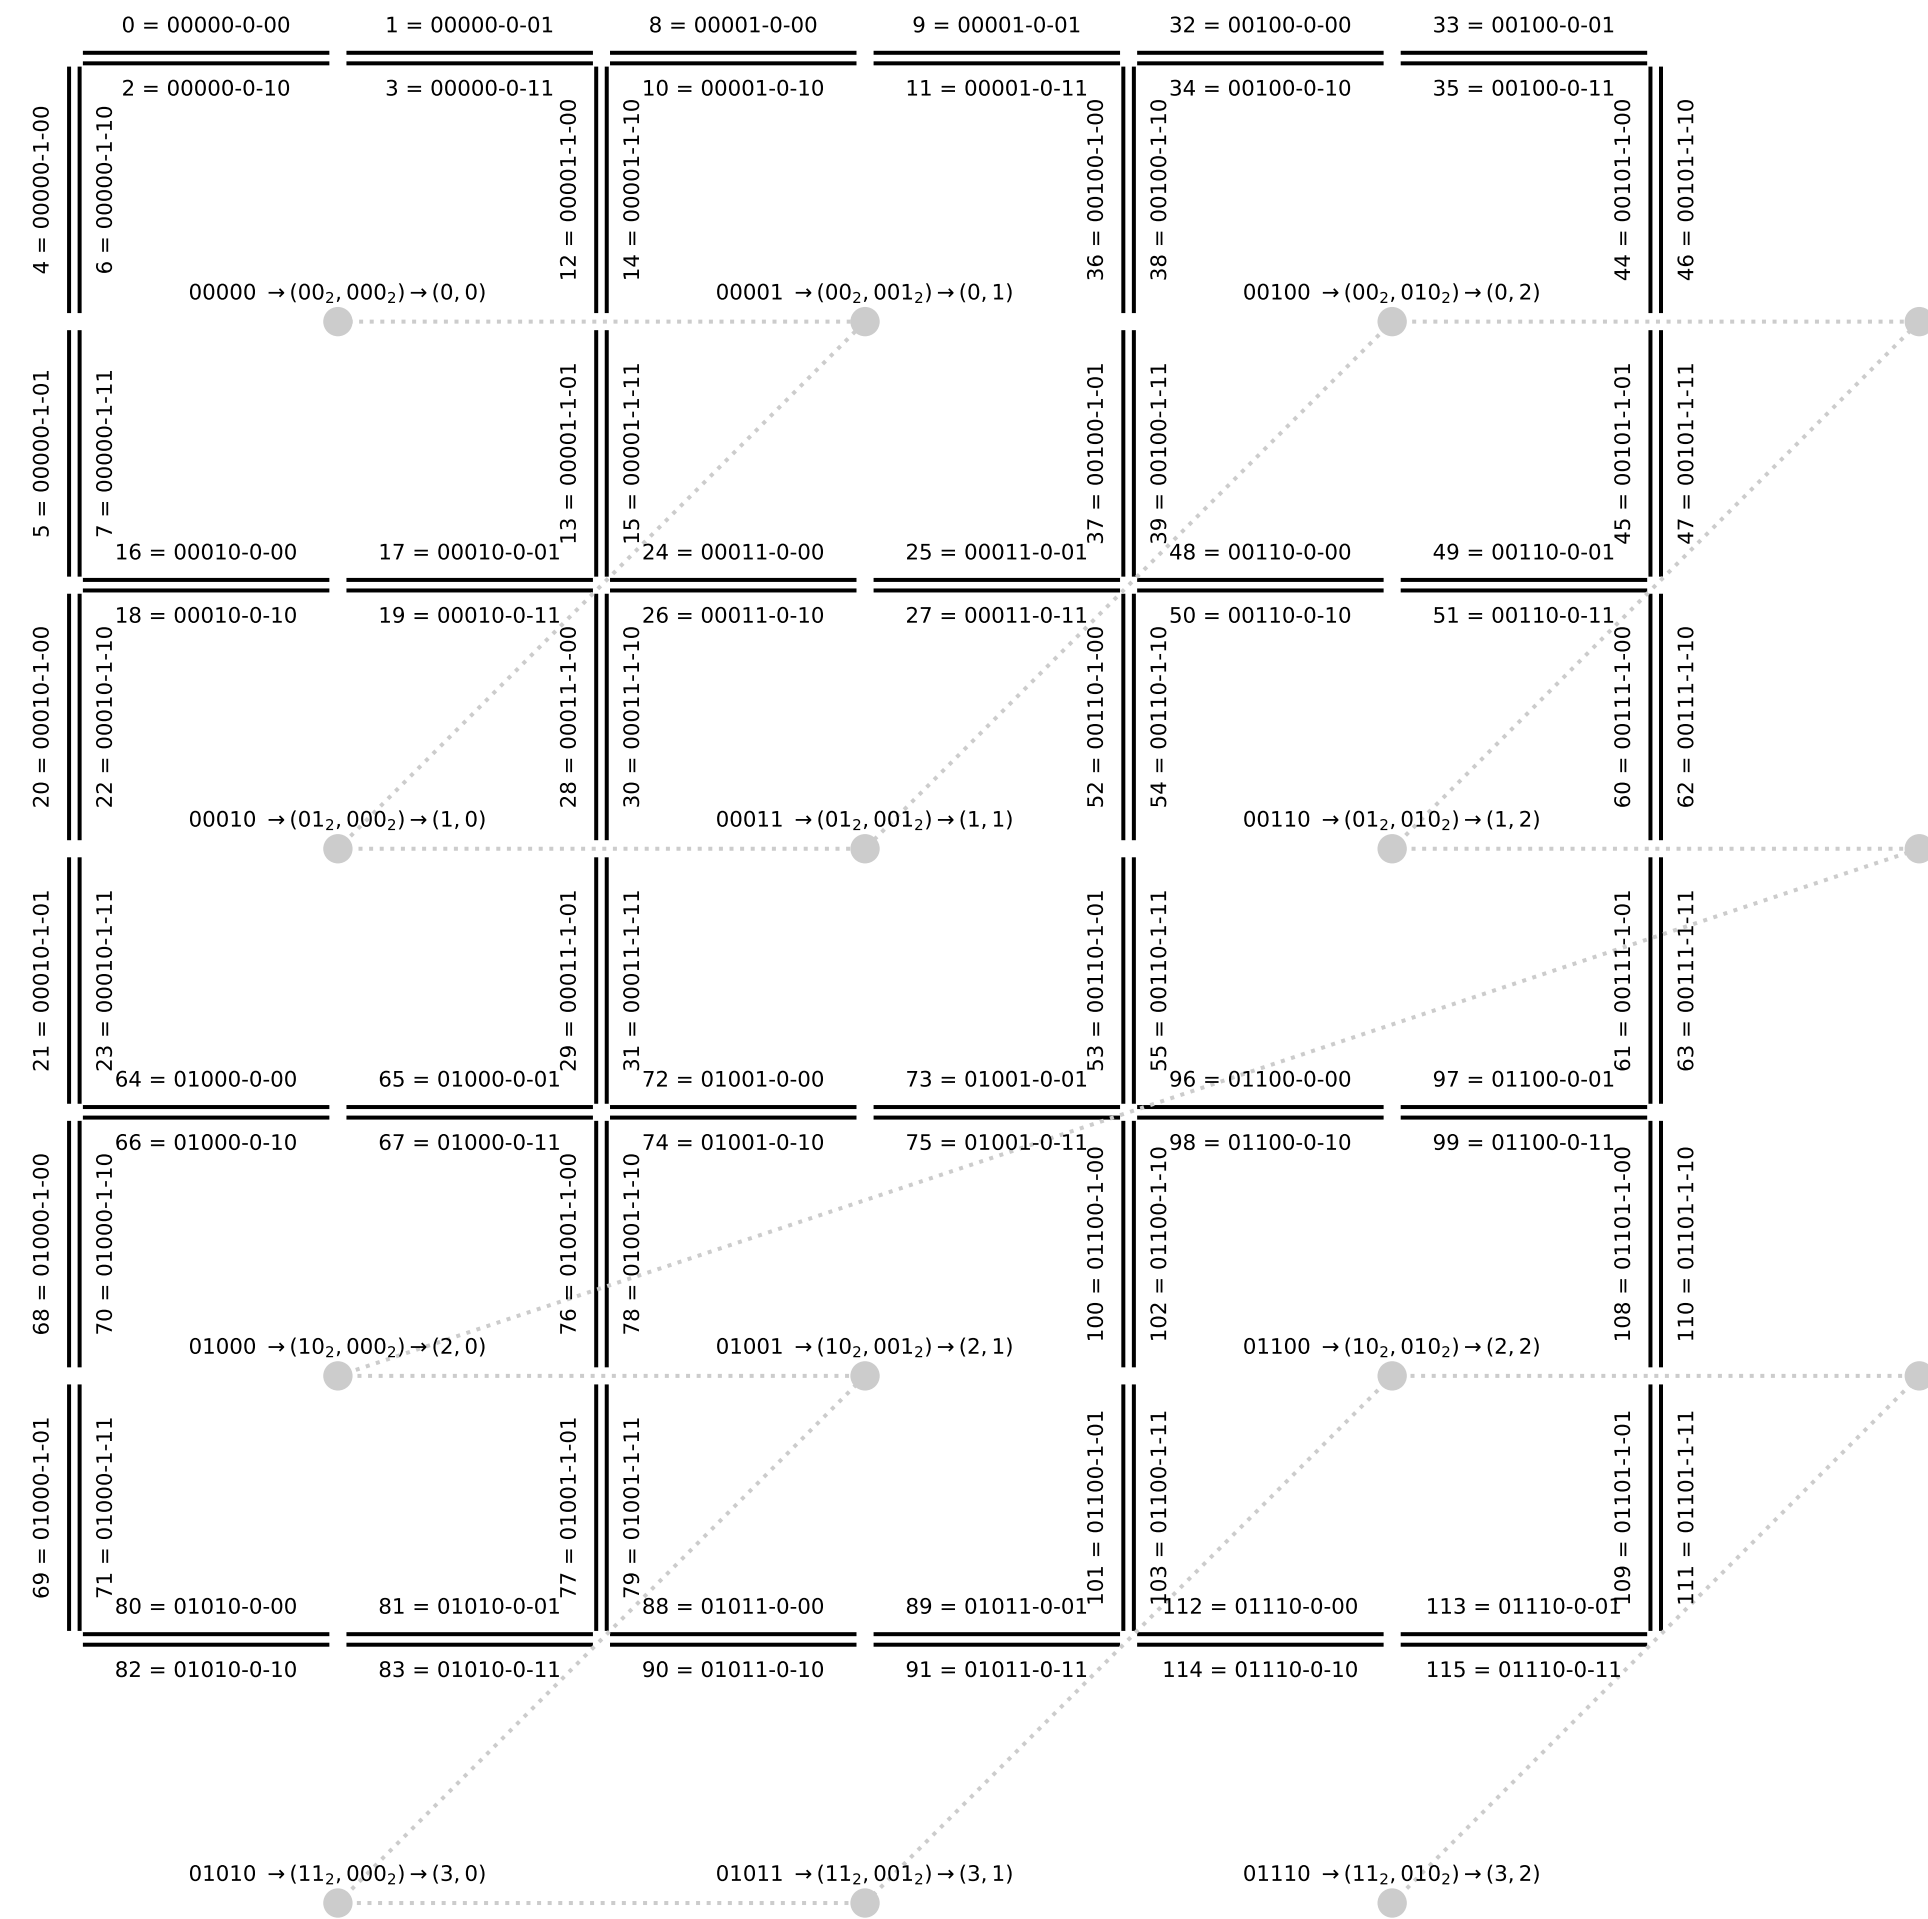 0 = 00000-0-00 1 = 00000-0-01 8 = 00001-0-00 9 = 00001-0-01 32 = 00100-0-00 33 = 00100-0-01
2 = 00000-0-10 3 = 00000-0-11 10 = 00001-0-10 11 = 00001-0-11 34 = 00100-0-10 35 = 00100-0-11
4 = 00000-1-00 6 = 00000-1-10 12 = 00001-1-00 14 = 00001-1-10 36 = 00100-1-00 38 = 00100-1-10 44 = 00101-1-00 46 = 00101-1-10
00000 →(00₂, 000₂)→(0, 0) 00001 →(00₂, 001₂)→(0, 1) 00100 →(00₂, 010₂)→(0, 2)
5 = 00000-1-01 7 = 00000-1-11 13 = 00001-1-01 15 = 00001-1-11 37 = 00100-1-01 39 = 00100-1-11 45 = 00101-1-01 47 = 00101-1-11
16 = 00010-0-00 17 = 00010-0-01 24 = 00011-0-00 25 = 00011-0-01 48 = 00110-0-00 49 = 00110-0-01
18 = 00010-0-10 19 = 00010-0-11 26 = 00011-0-10 27 = 00011-0-11 50 = 00110-0-10 51 = 00110-0-11
20 = 00010-1-00 22 = 00010-1-10 28 = 00011-1-00 30 = 00011-1-10 52 = 00110-1-00 54 = 00110-1-10 60 = 00111-1-00 62 = 00111-1-10
00010 →(01₂, 000₂)→(1, 0) 00011 →(01₂, 001₂)→(1, 1) 00110 →(01₂, 010₂)→(1, 2)
21 = 00010-1-01 23 = 00010-1-11 29 = 00011-1-01 31 = 00011-1-11 53 = 00110-1-01 55 = 00110-1-11 61 = 00111-1-01 63 = 00111-1-11
64 = 01000-0-00 65 = 01000-0-01 72 = 01001-0-00 73 = 01001-0-01 96 = 01100-0-00 97 = 01100-0-01
66 = 01000-0-10 67 = 01000-0-11 74 = 01001-0-10 75 = 01001-0-11 98 = 01100-0-10 99 = 01100-0-11
68 = 01000-1-00 70 = 01000-1-10 76 = 01001-1-00 78 = 01001-1-10 100 = 01100-1-00 102 = 01100-1-10 108 = 01101-1-00 110 = 01101-1-10
01000 →(10₂, 000₂)→(2, 0) 01001 →(10₂, 001₂)→(2, 1) 01100 →(10₂, 010₂)→(2, 2)
69 = 01000-1-01 71 = 01000-1-11 77 = 01001-1-01 79 = 01001-1-11 101 = 01100-1-01 103 = 01100-1-11 109 = 01101-1-01 111 = 01101-1-11
80 = 01010-0-00 81 = 01010-0-01 88 = 01011-0-00 89 = 01011-0-01 112 = 01110-0-00 113 = 01110-0-01
82 = 01010-0-10 83 = 01010-0-11 90 = 01011-0-10 91 = 01011-0-11 114 = 01110-0-10 115 = 01110-0-11
01010 →(11₂, 000₂)→(3, 0) 01011 →(11₂, 001₂)→(3, 1) 01110 →(11₂, 010₂)→(3, 2)